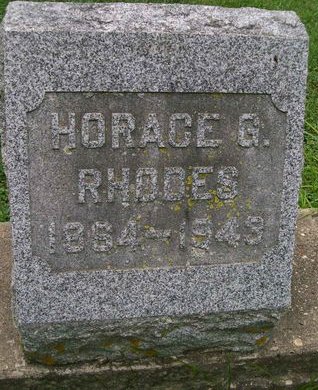 HORACE G.
RHODES
1864-1943